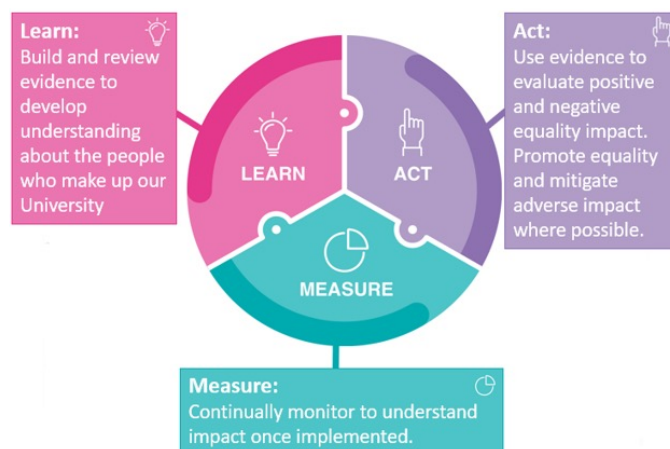 Learn:
Build and review
evidence to
develop
understanding
about the people
who make up our
University
Act:
Use evidence to
evaluate positive
and negative
equality impact.
Promote equality
and mitigate
adverse impact
where possible.
LEARN
ACT
MEASURE
Measure:
Continually monitor to understand
impact once implemented.